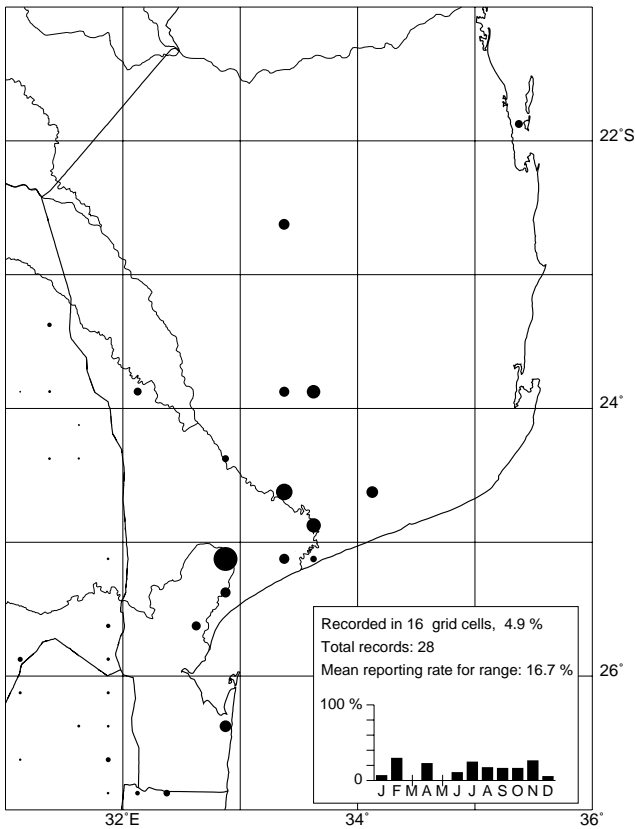 22˚S
24˚
Recorded in 16 grid cells, 4.9 %
Total records: 28
Mean reporting rate for range: 16.7 %
26˚
100 %
0
J F M A M J J A S O N D
32˚E 34˚ 36˚